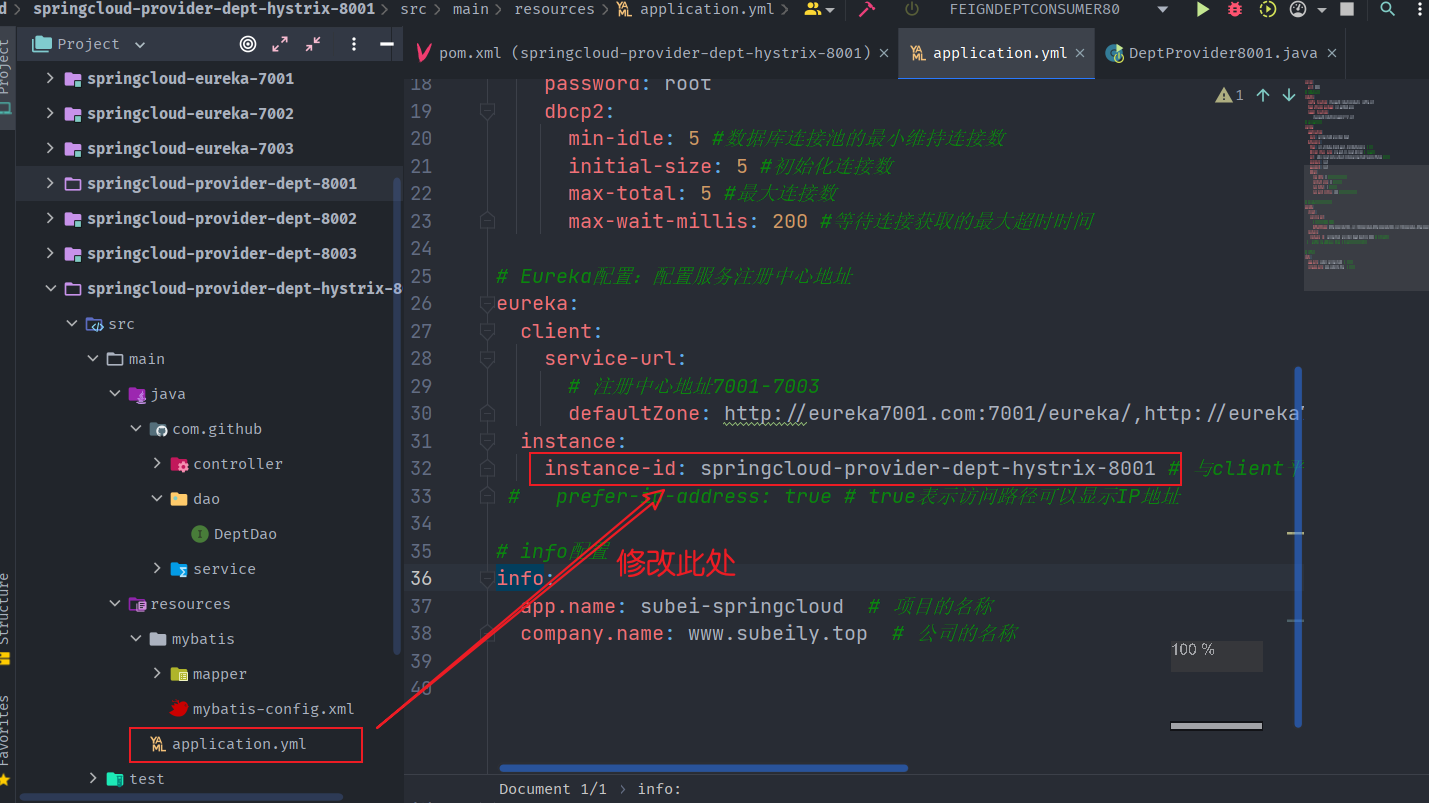 d springcloud-provider-dept-hystrix-8001 src main resources application.yml FEIGNDEPTCONSUMER80
Project
pom.xml (springcloud-provider-dept-hystrix-8001) application.yml DeptProvider8001.java
Project
springcloud-eureka-7001
springcloud-eureka-7002
springcloud-eureka-7003
springcloud-provider-dept-8001
springcloud-provider-dept-8002
springcloud-provider-dept-8003
springcloud-provider-dept-hystrix-8
src
main
java
com.github
controller
dao
DeptDao
service
resources
mybatis
mapper
mybatis-config.xml
application.yml
test
Structure
Favorites
1
18 password: root
19 dbcp2:
20 min-idle: 5 #数据库连接池的最小维持连接数
21 initial-size: 5 #初始化连接数
22 max-total: 5 #最大连接数
23 max-wait-millis: 200 #等待连接获取的最大超时时间
24
25 # Eureka配置：配置服务注册中心地址
26 eureka:
27 client:
28 service-url:
29 # 注册中心地址7001-7003
30 defaultZone: http://eureka7001.com:7001/eureka/,http://eureka
31 instance:
32 instance-id: springcloud-provider-dept-hystrix-8001 # 与client
33 # prefer-ip-address: true # true表示访问路径可以显示IP地址
34
35 # info配置
修改此处
36 info:
37 app.name: subei-springcloud # 项目的名称
38 company.name: www.subeily.top # 公司的名称
39
40
100 %
Document 1/1 › info: